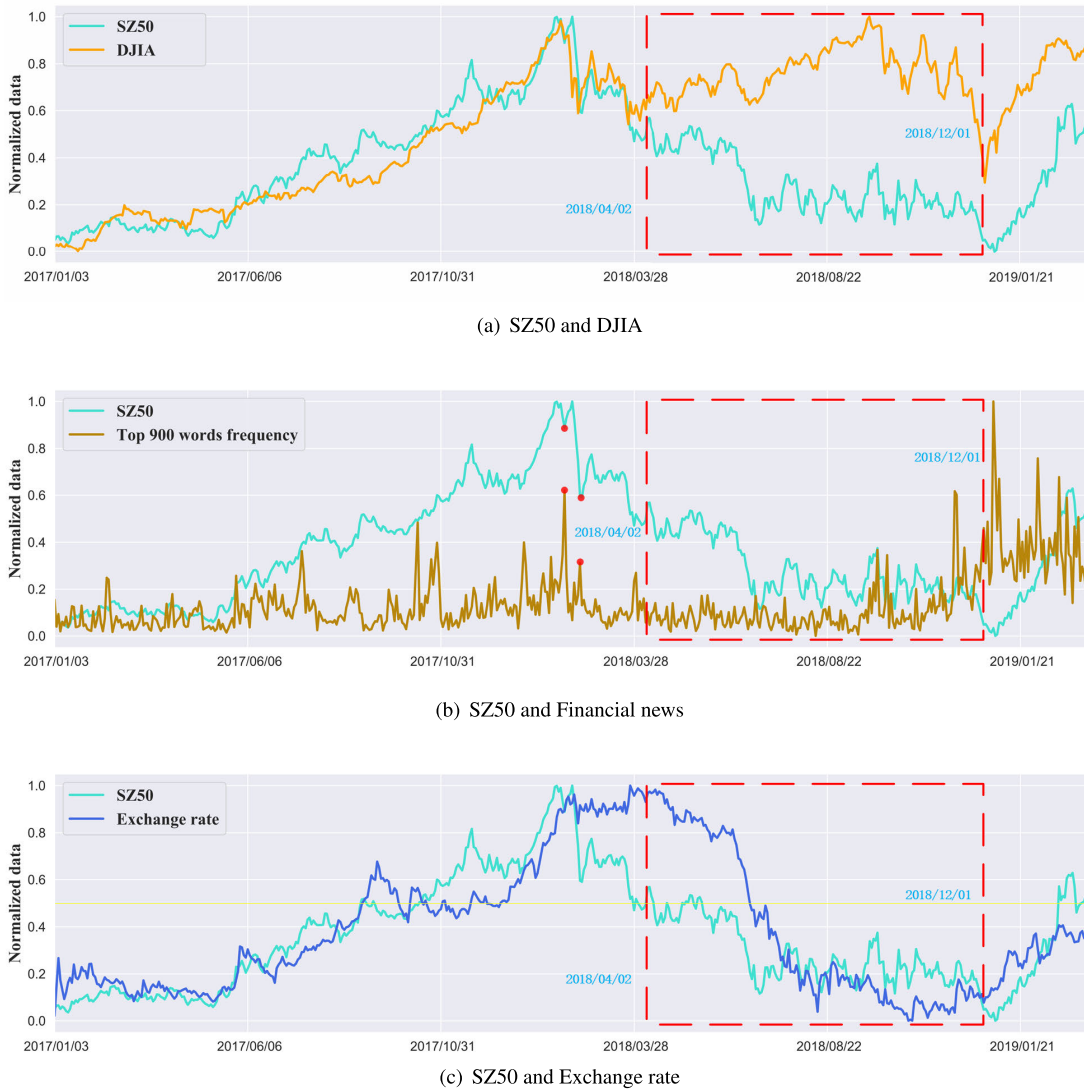 SZ50
DJIA
Normalized data
1.0
0.8
0.6
0.4
0.2
0.0
2018/12/01
2018/04/02
2017/01/03 2017/06/06 2017/10/31 2018/03/28 2018/08/22 2019/01/21
(a) SZ50 and DJIA
SZ50
Top 900 words frequency
Normalized data
1.0
0.8
0.6
0.4
0.2
0.0
2018/12/01
2018/04/02
2017/01/03 2017/06/06 2017/10/31 2018/03/28 2018/08/22 2019/01/21
(b) SZ50 and Financial news
SZ50
Exchange rate
Normalized data
1.0
0.8
0.6
0.4
0.2
0.0
2018/12/01
2018/04/02
2017/01/03 2017/06/06 2017/10/31 2018/03/28 2018/08/22 2019/01/21
(c) SZ50 and Exchange rate